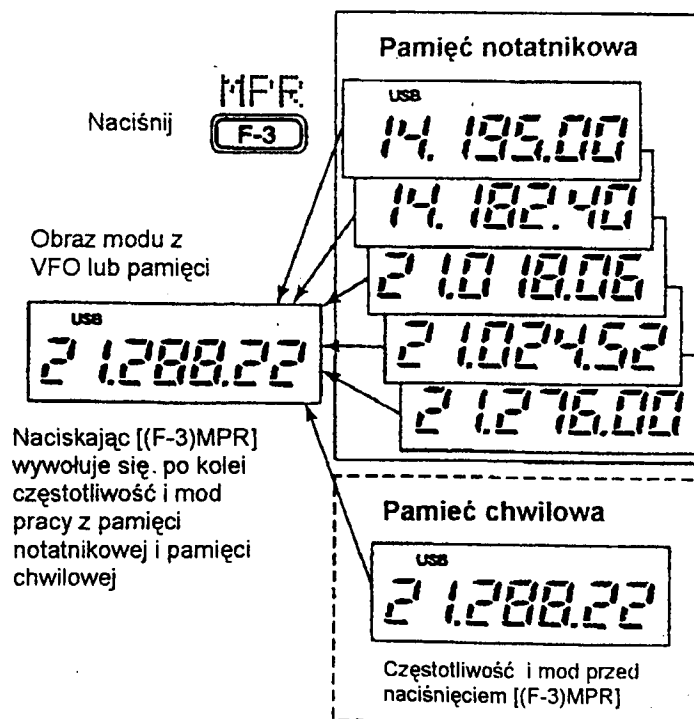 Pamięć notatnikowa
MPR
Naciśnij
F-3
USB
14.195.00
14.182.40
21.018.06
21.024.52
21.276.00
Obraz modu z
VFO lub pamięci
USB
21.288.22
Naciskając [(F-3)MPR]
wywołuje się. po kolei
częstotliwość i mod
pracy z pamięci
notatnikowej i pamięci
chwilowej
Pamieć chwilowa
USB
21.288.22
Częstotliwość i mod przed
naciśnięciem [(F-3)MPR]